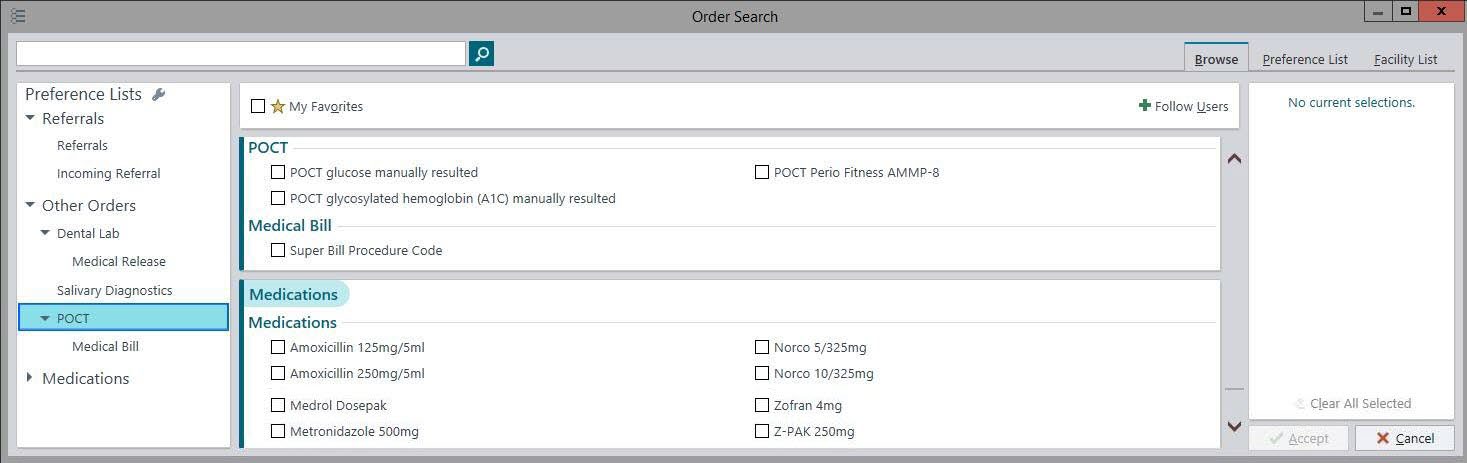 Order Search
Browse Preference List Facility List
Preference Lists
Referrals
Referrals
Incoming Referral
Other Orders
Dental Lab
Medical Release
Salivary Diagnostics
POCT
Medical Bill
Medications
My Favorites Follow Users
POCT
POCT glucose manually resulted POCT Perio Fitness AMMP-8
POCT glycosylated hemoglobin (A1C) manually resulted
Medical Bill
Super Bill Procedure Code
Medications
Medications
Amoxicillin 125mg/5ml Norco 5/325mg
Amoxicillin 250mg/5ml Norco 10/325mg
Medrol Dosepak Zofran 4mg
Metronidazole 500mg Z-PAK 250mg
No current selections.
Clear All Selected
Accept Cancel